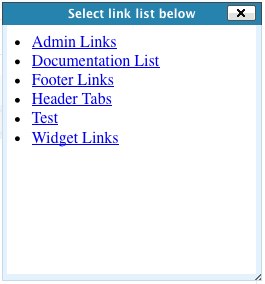 Select link list below
Admin Links
Documentation List
Footer Links
Header Tabs
Test
Widget Links